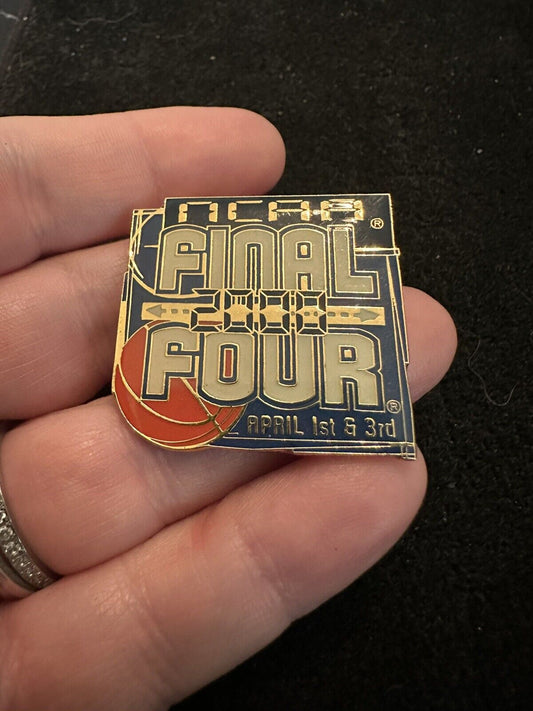 NCAA®
FINAL
2000
FOUR®
APRIL 1st & 3rd